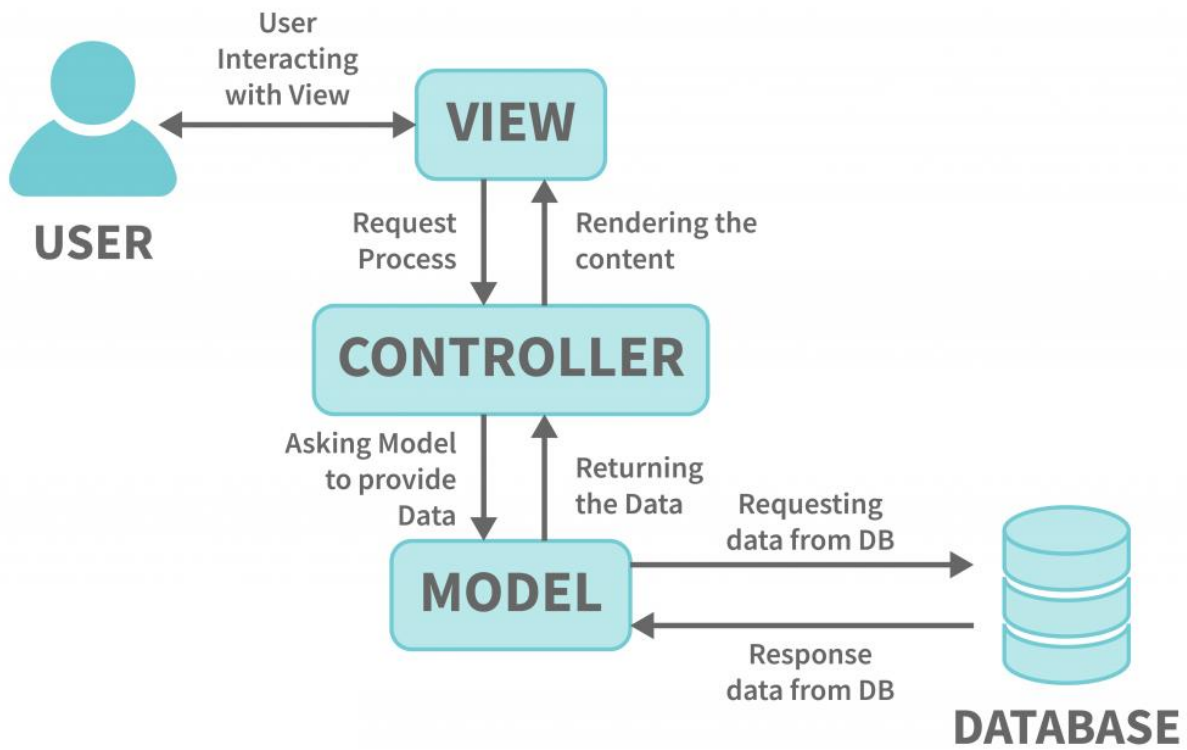 User
Interacting
with View
VIEW
USER
Request
Process
Rendering the
content
CONTROLLER
Asking Model
to provide
Data
Returning
the Data
Requesting
data from DB
MODEL
Response
data from DB
DATABASE